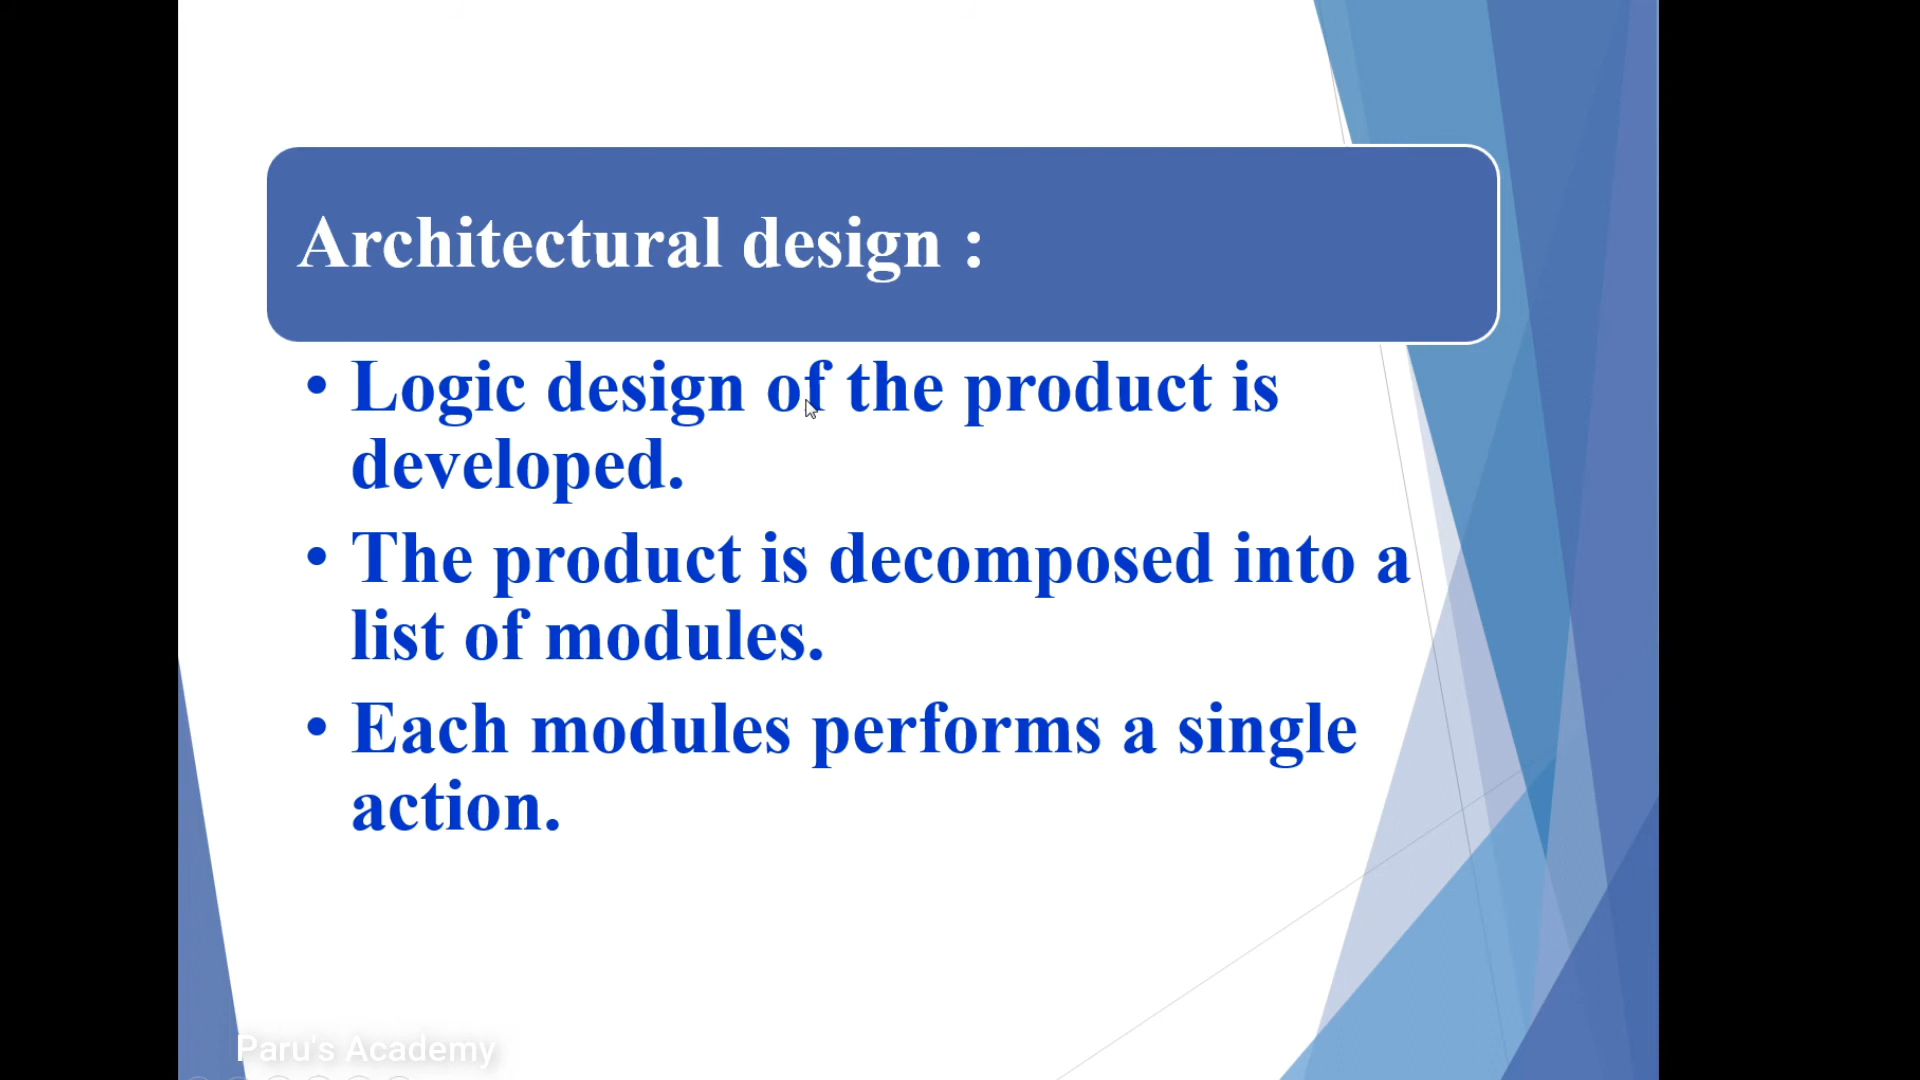 Architectural design :
• Logic design of the product is
developed.
• The product is decomposed into a
list of modules.
• Each modules performs a single
action.
Paru's Academy